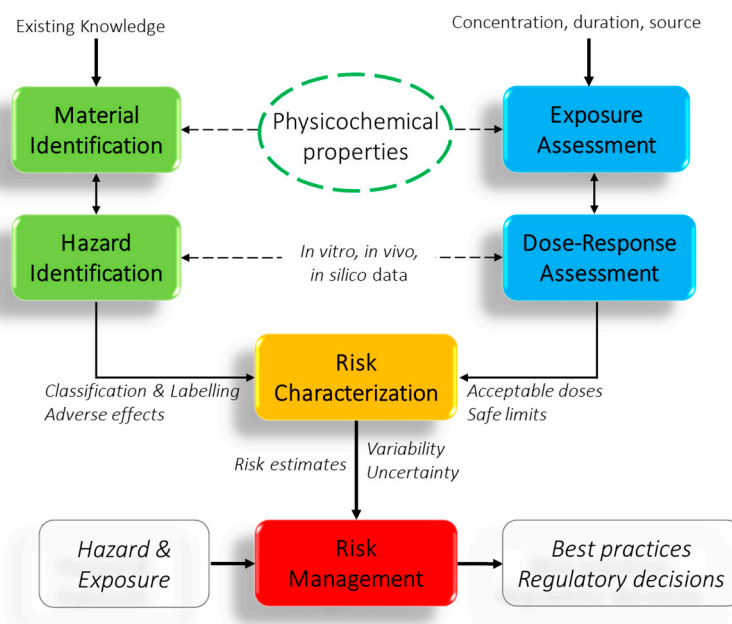 Existing Knowledge
Concentration, duration, source
Material
Identification
Physicochemical
properties
Exposure
Assessment
Hazard
Identification
In vitro, in vivo,
in silico data
Dose-Response
Assessment
Risk
Characterization
Classification & Labelling
Adverse effects
Acceptable doses
Safe limits
Risk estimates
Variability
Uncertainty
Hazard &
Exposure
Risk
Management
Best practices
Regulatory decisions